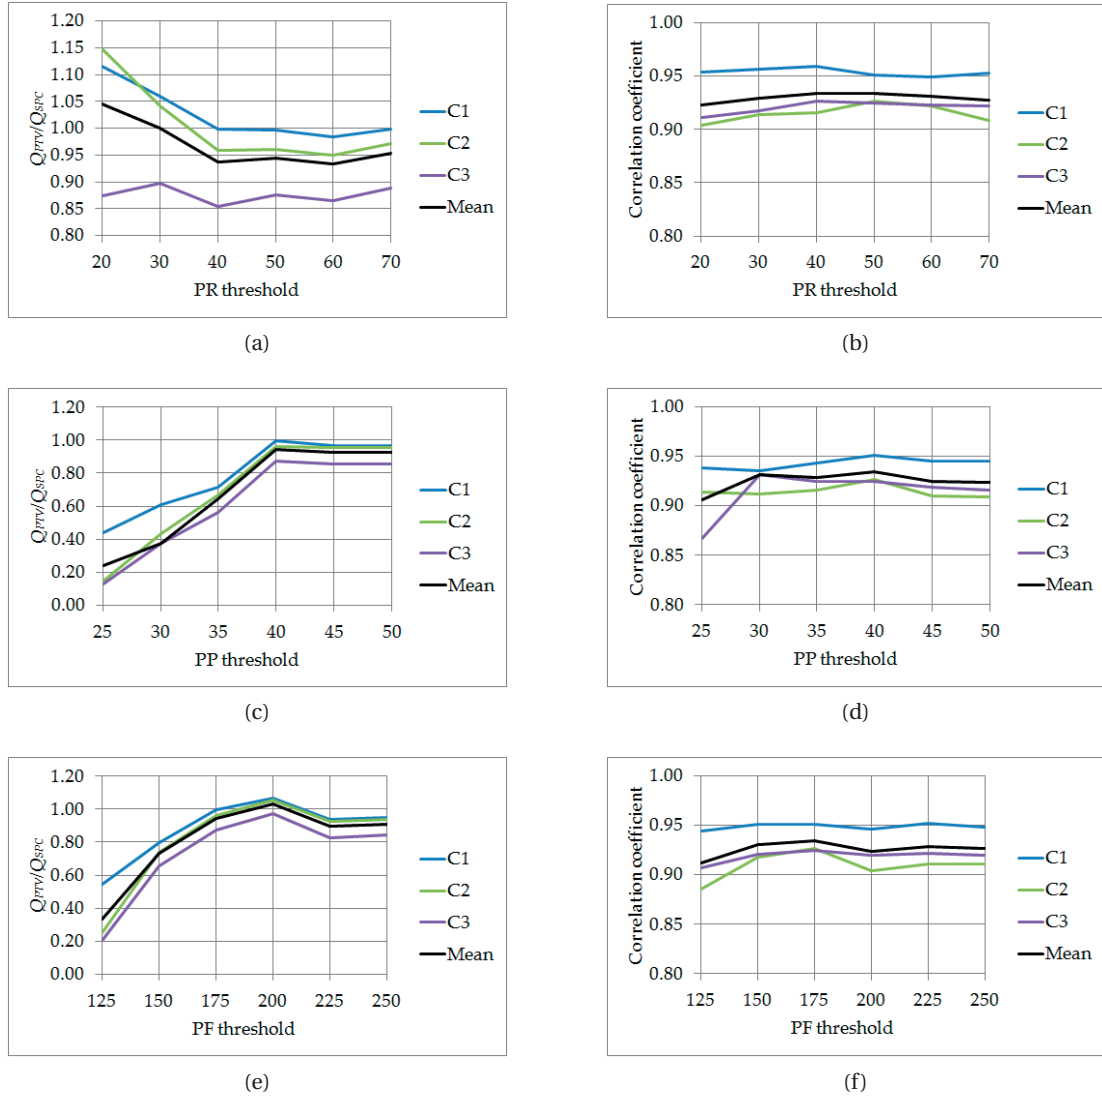 1.20
1.15
1.10
1.05
1.00
0.95
0.90
0.85
0.80
Q_PTV/Q_SPC
20 30 40 50 60 70
PR threshold
C1
C2
C3
Mean
(a)
1.00
0.95
0.90
0.85
0.80
Correlation coefficient
20 30 40 50 60 70
PR threshold
C1
C2
C3
Mean
(b)
1.20
1.00
0.80
0.60
0.40
0.20
0.00
Q_PTV/Q_SPC
25 30 35 40 45 50
PP threshold
C1
C2
C3
Mean
(c)
1.00
0.95
0.90
0.85
0.80
Correlation coefficient
25 30 35 40 45 50
PP threshold
C1
C2
C3
Mean
(d)
1.20
1.00
0.80
0.60
0.40
0.20
0.00
Q_PTV/Q_SPC
125 150 175 200 225 250
PF threshold
C1
C2
C3
Mean
(e)
1.00
0.95
0.90
0.85
0.80
Correlation coefficient
125 150 175 200 225 250
PF threshold
C1
C2
C3
Mean
(f)